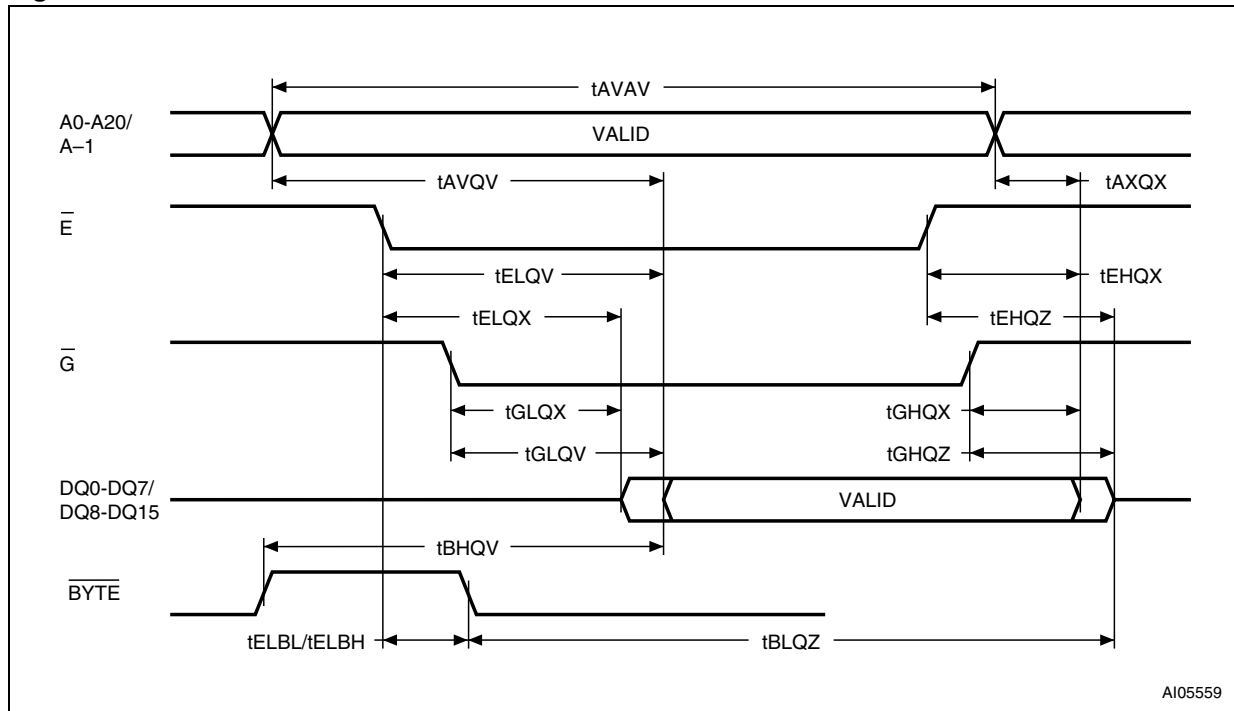 tAVAV
A0-A20/
A–1
VALID
tAVQV
tAXQX
E
tELQV
tEHQX
tELQX
tEHQZ
G
tGLQX
tGHQX
tGLQV
tGHQZ
DQ0-DQ7/
DQ8-DQ15
VALID
tBHQV
BYTE
tELBL/tELBH
tBLQZ
AI05559